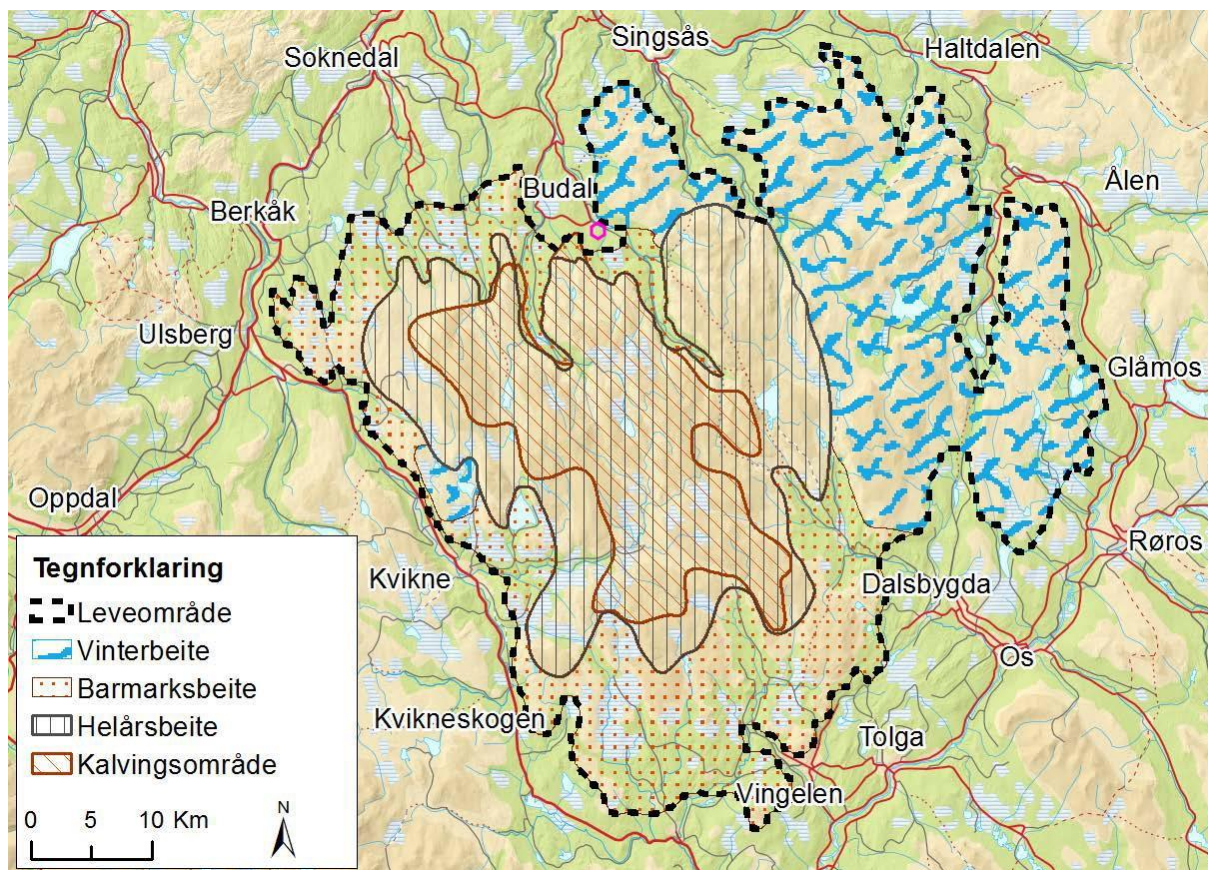 Singsås
Haltdalen
Soknedal
Ålen
Budal
Berkåk
Ulsberg
Glåmos
Oppdal
Røros
Kvikne
Dalsbygda
Os
Kvikneskogen
Tolga
Vingelen
Tegnforklaring
Leveområde
Vinterbeite
Barmarksbeite
Helårsbeite
Kalvingsområde
0 5 10 Km
N